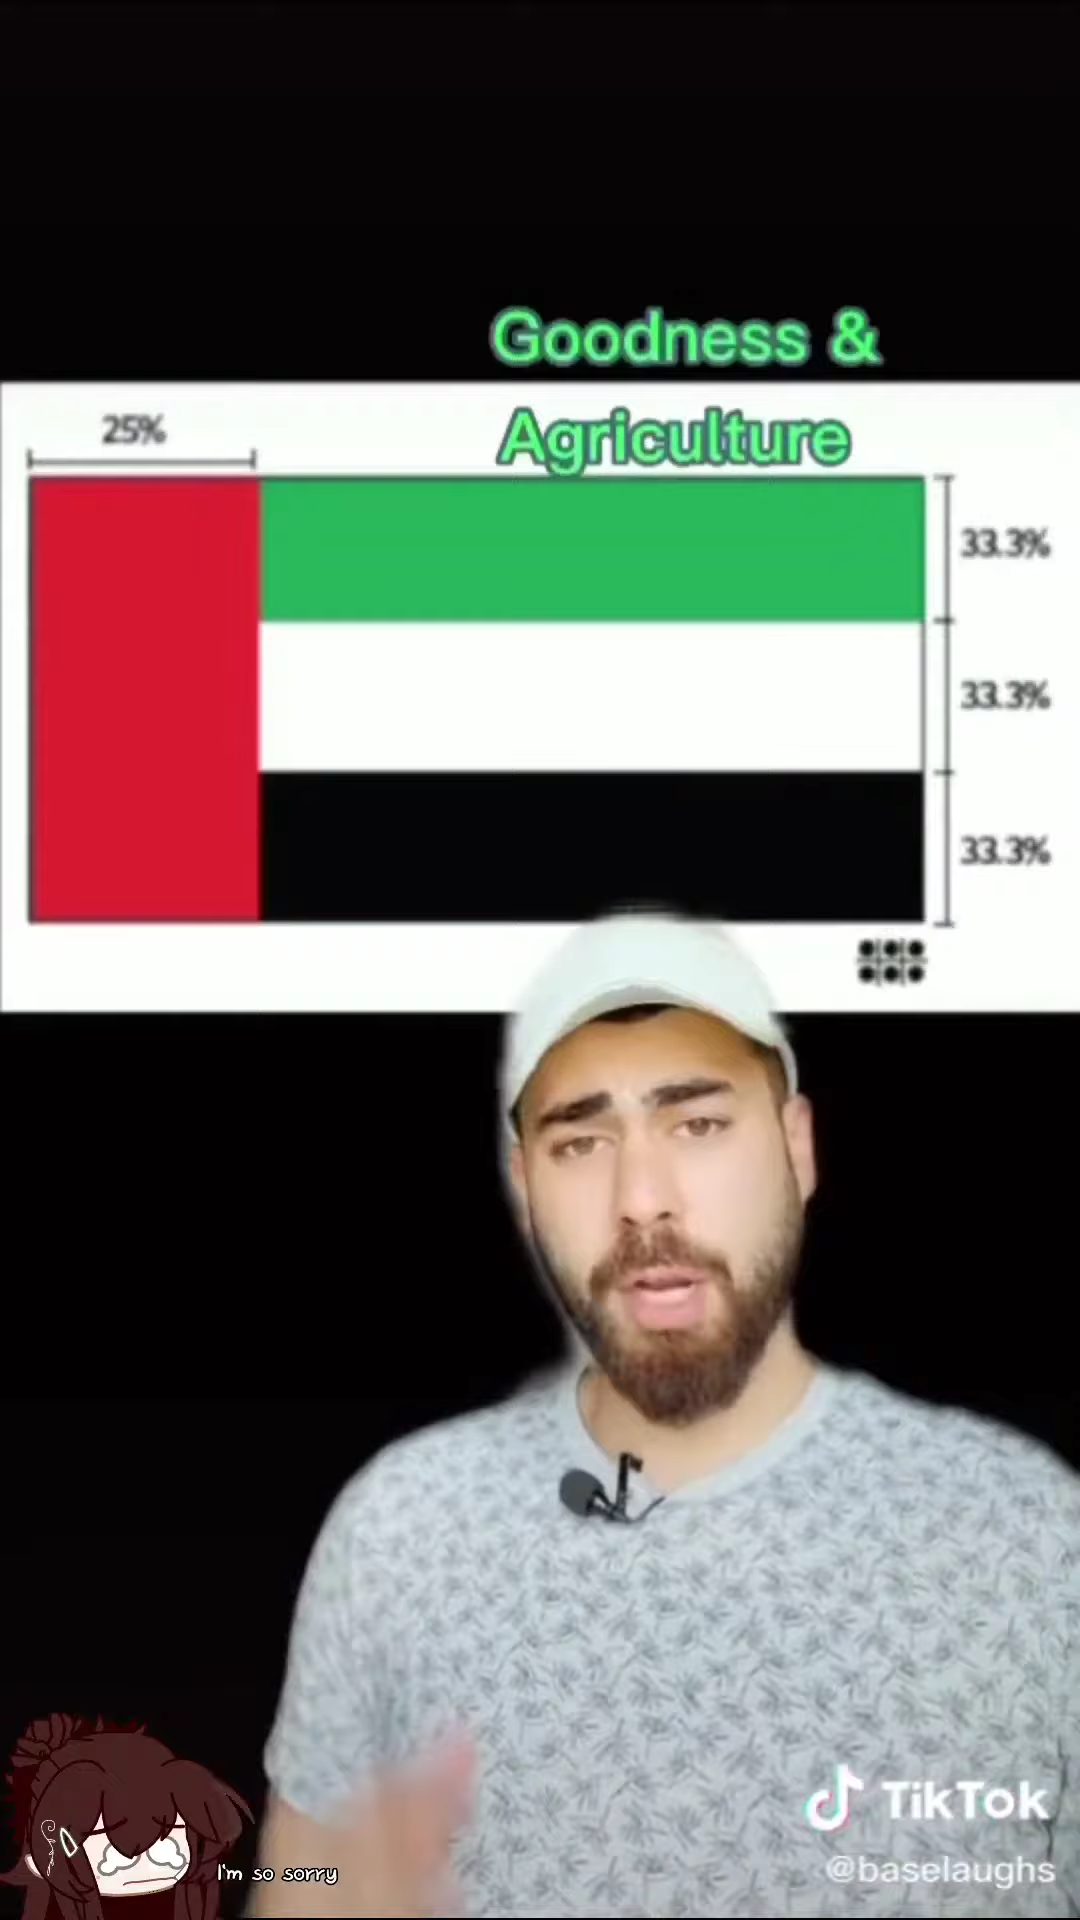 Goodness &
Agriculture
25%
33.3%
33.3%
33.3%
I'm so sorry
TikTok
@baselaughs